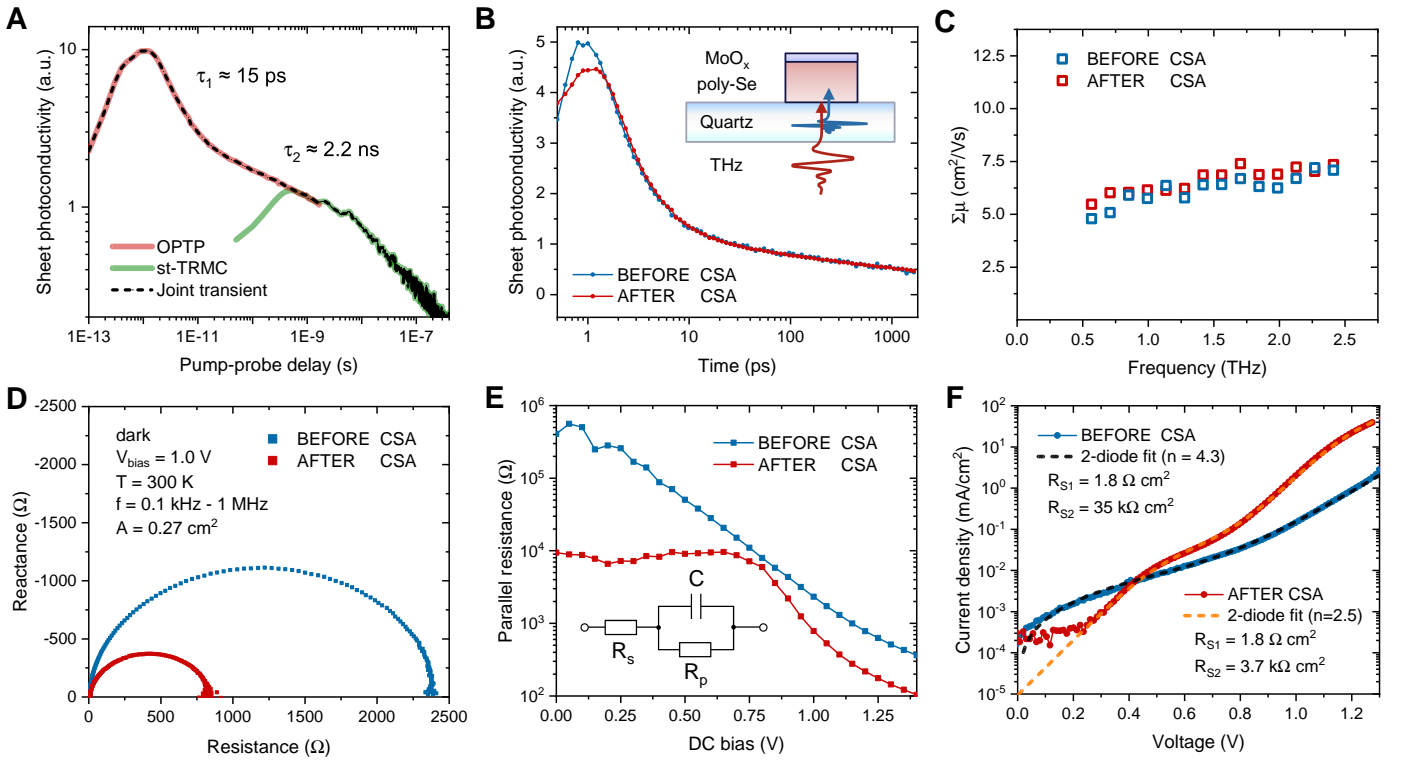 A
Sheet photoconductivity (a.u.)
10
1
τ1 ≈ 15 ps
τ2 ≈ 2.2 ns
OPTP
st-TRMC
Joint transient
1E-13
1E-11
1E-9
1E-7
Pump-probe delay (s)
B
Sheet photoconductivity (a.u.)
5
4
3
2
1
0
MoOx
poly-Se
Quartz
THz
BEFORE CSA
AFTER CSA
1
10
100
1000
Time (ps)
C
Σμ (cm²/Vs)
12.5
10.0
7.5
5.0
2.5
BEFORE CSA
AFTER CSA
0.0
0.5
1.0
1.5
2.0
2.5
Frequency (THz)
D
Reactance (Ω)
-2500
-2000
-1500
-1000
-500
0
dark
Vbias = 1.0 V
T = 300 K
f = 0.1 kHz - 1 MHz
A = 0.27 cm²
BEFORE CSA
AFTER CSA
0
500
1000
1500
2000
2500
Resistance (Ω)
E
Parallel resistance (Ω)
10⁶
10⁵
10⁴
10³
10²
BEFORE CSA
AFTER CSA
C
Rs
Rp
0.00
0.25
0.50
0.75
1.00
1.25
DC bias (V)
F
Current density (mA/cm²)
10²
10¹
10⁰
10⁻¹
10⁻²
10⁻³
10⁻⁴
10⁻⁵
BEFORE CSA
2-diode fit (n = 4.3)
RS1 = 1.8 Ω cm²
RS2 = 35 kΩ cm²
AFTER CSA
2-diode fit (n=2.5)
RS1 = 1.8 Ω cm²
RS2 = 3.7 kΩ cm²
0.0
0.2
0.4
0.6
0.8
1.0
1.2
Voltage (V)